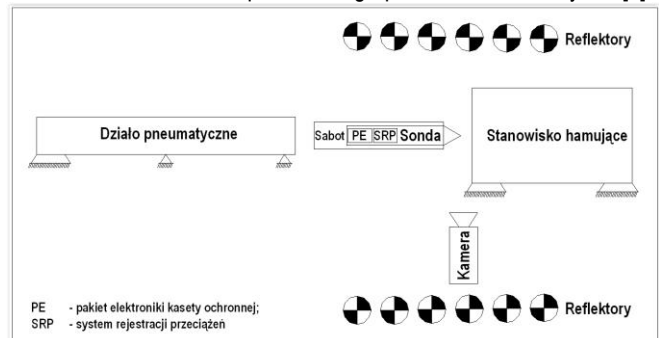 Reflektory
Działo pneumatyczne
Sabot PE SRP Sonda
Stanowisko hamujące
Kamera
PE - pakiet elektroniki kasety ochronnej;
SRP - system rejestracji przeciążeń
Reflektory